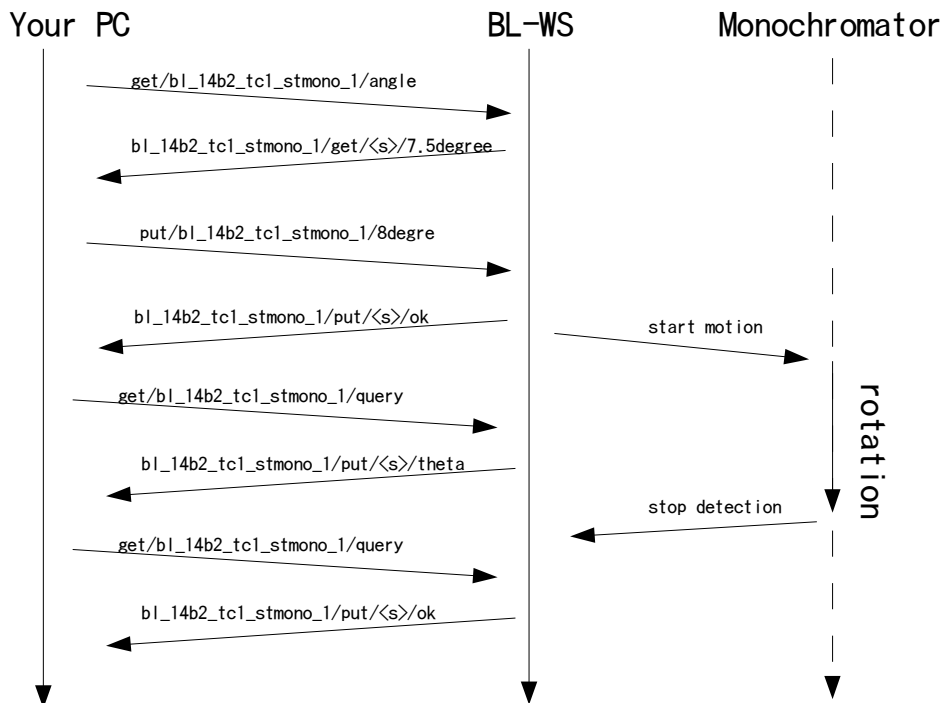 Your PC
BL-WS
Monochromator
get/bl_14b2_tc1_stmono_1/angle
bl_14b2_tc1_stmono_1/get/<s>/7.5degree
put/bl_14b2_tc1_stmono_1/8degre
bl_14b2_tc1_stmono_1/put/<s>/ok
start motion
get/bl_14b2_tc1_stmono_1/query
rotation
bl_14b2_tc1_stmono_1/put/<s>/theta
stop detection
get/bl_14b2_tc1_stmono_1/query
bl_14b2_tc1_stmono_1/put/<s>/ok